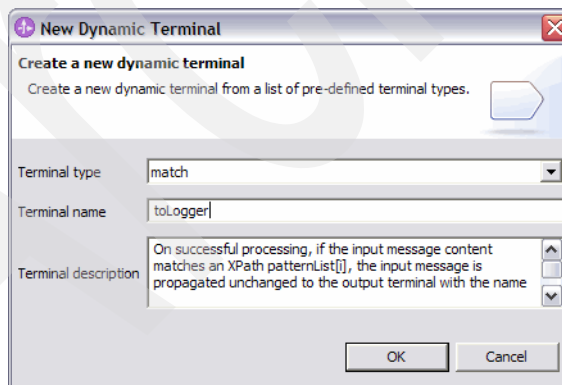 New Dynamic Terminal
Create a new dynamic terminal
Create a new dynamic terminal from a list of pre-defined terminal types.
Terminal type
match
Terminal name
toLogger
Terminal description
On successful processing, if the input message content
matches an XPath patternList[i], the input message is
propagated unchanged to the output terminal with the name
OK
Cancel